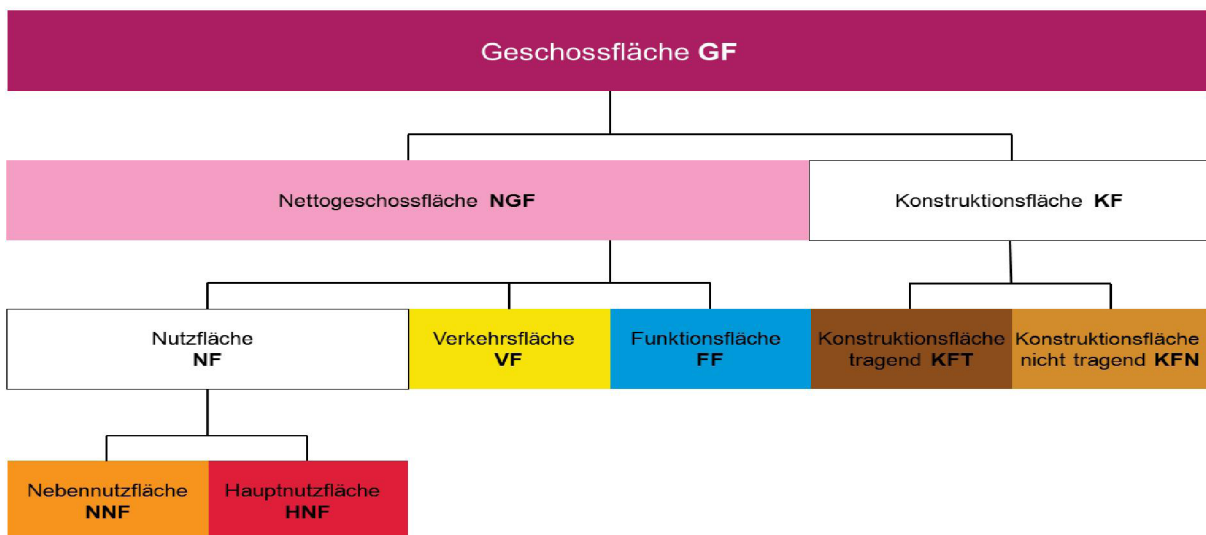 Geschossfläche GF
Nettogeschossfläche NGF
Konstruktionsfläche KF
Nutzfläche
NF
Verkehrsfläche
VF
Funktionsfläche
FF
Konstruktionsfläche
tragend KFT
Konstruktionsfläche
nicht tragend KFN
Nebennutzfläche
NNF
Hauptnutzfläche
HNF